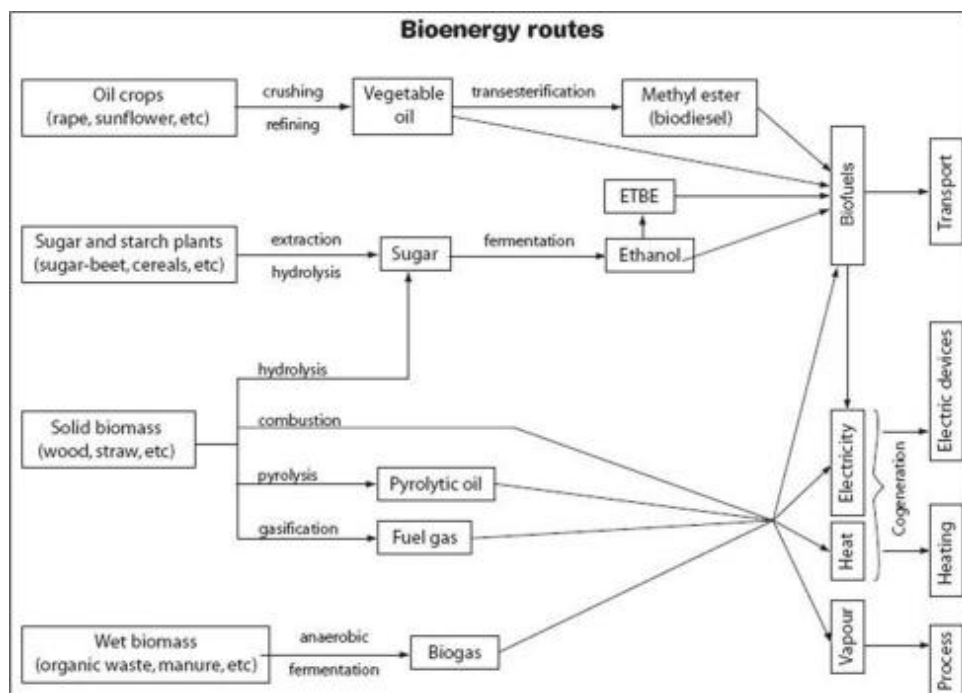 Bioenergy routes
Oil crops
(rape, sunflower, etc)
crushing
refining
Vegetable
oil
transesterification
Methyl ester
(biodiesel)
Biofuels
Transport
ETBE
Sugar and starch plants
(sugar-beet, cereals, etc)
extraction
hydrolysis
Sugar
fermentation
Ethanol
hydrolysis
Solid biomass
(wood, straw, etc)
combustion
pyrolysis
Pyrolytic oil
gasification
Fuel gas
Electricity
Heat
Cogeneration
Electric devices
Heating
Wet biomass
(organic waste, manure, etc)
anaerobic
fermentation
Biogas
Vapour
Process